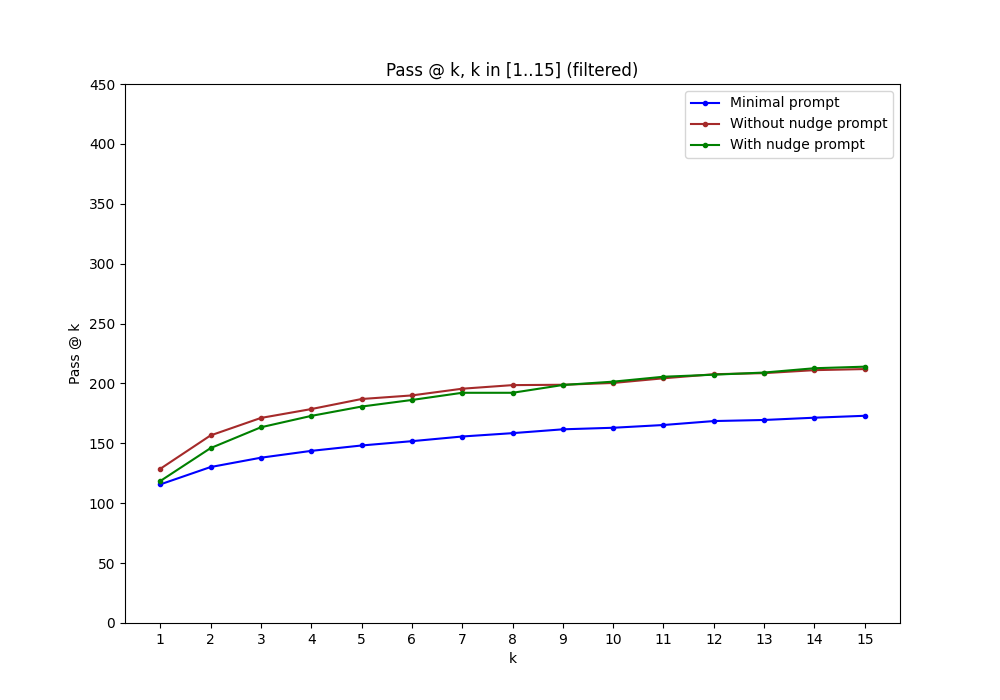 Pass @ k, k in [1..15] (filtered)
Minimal prompt
Without nudge prompt
With nudge prompt
Pass @ k
450
400
350
300
250
200
150
100
50
0
1 2 3 4 5 6 7 8 9 10 11 12 13 14 15
k